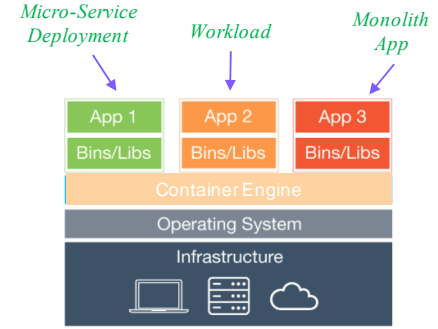 Micro-Service
Deployment
Workload
Monolith
App
App 1
App 2
App 3
Bins/Libs
Bins/Libs
Bins/Libs
Container Engine
Operating System
Infrastructure